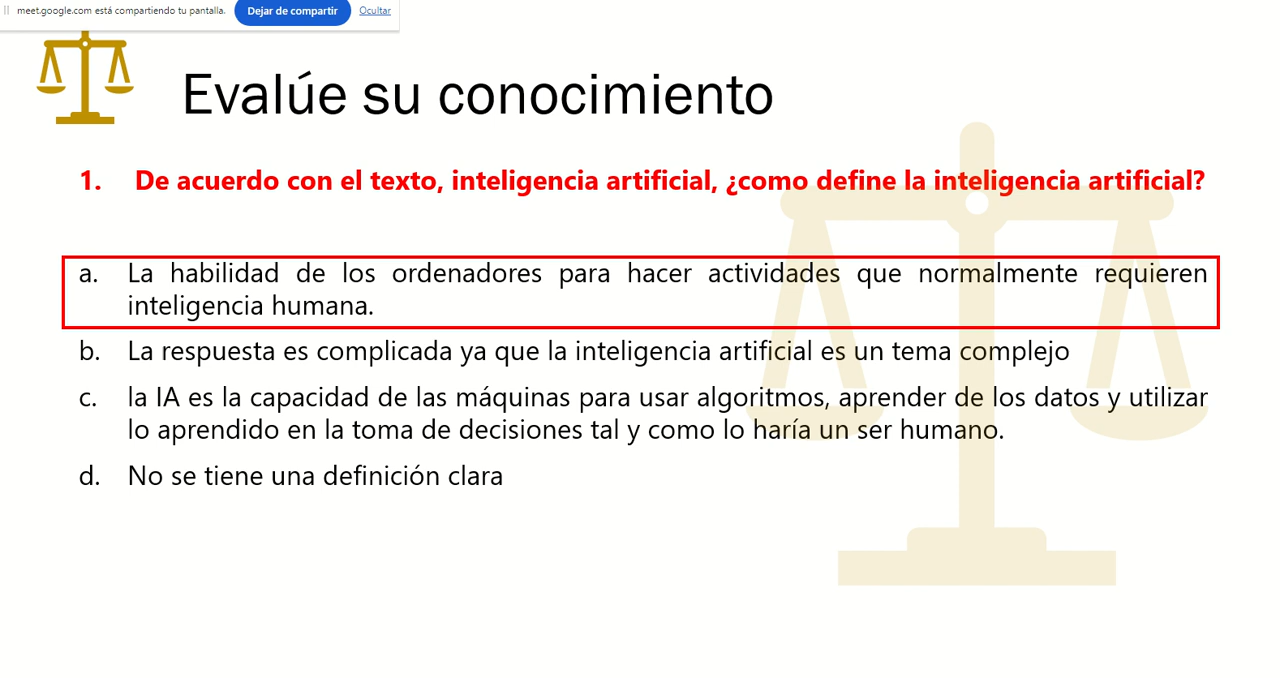 meet.google.com está compartiendo tu pantalla. Dejar de compartir Ocultar
Evalúe su conocimiento
1. De acuerdo con el texto, inteligencia artificial, ¿como define la inteligencia artificial?
a. La habilidad de los ordenadores para hacer actividades que normalmente requieren
inteligencia humana.
b. La respuesta es complicada ya que la inteligencia artificial es un tema complejo
c. la IA es la capacidad de las máquinas para usar algoritmos, aprender de los datos y utilizar
lo aprendido en la toma de decisiones tal y como lo haría un ser humano.
d. No se tiene una definición clara